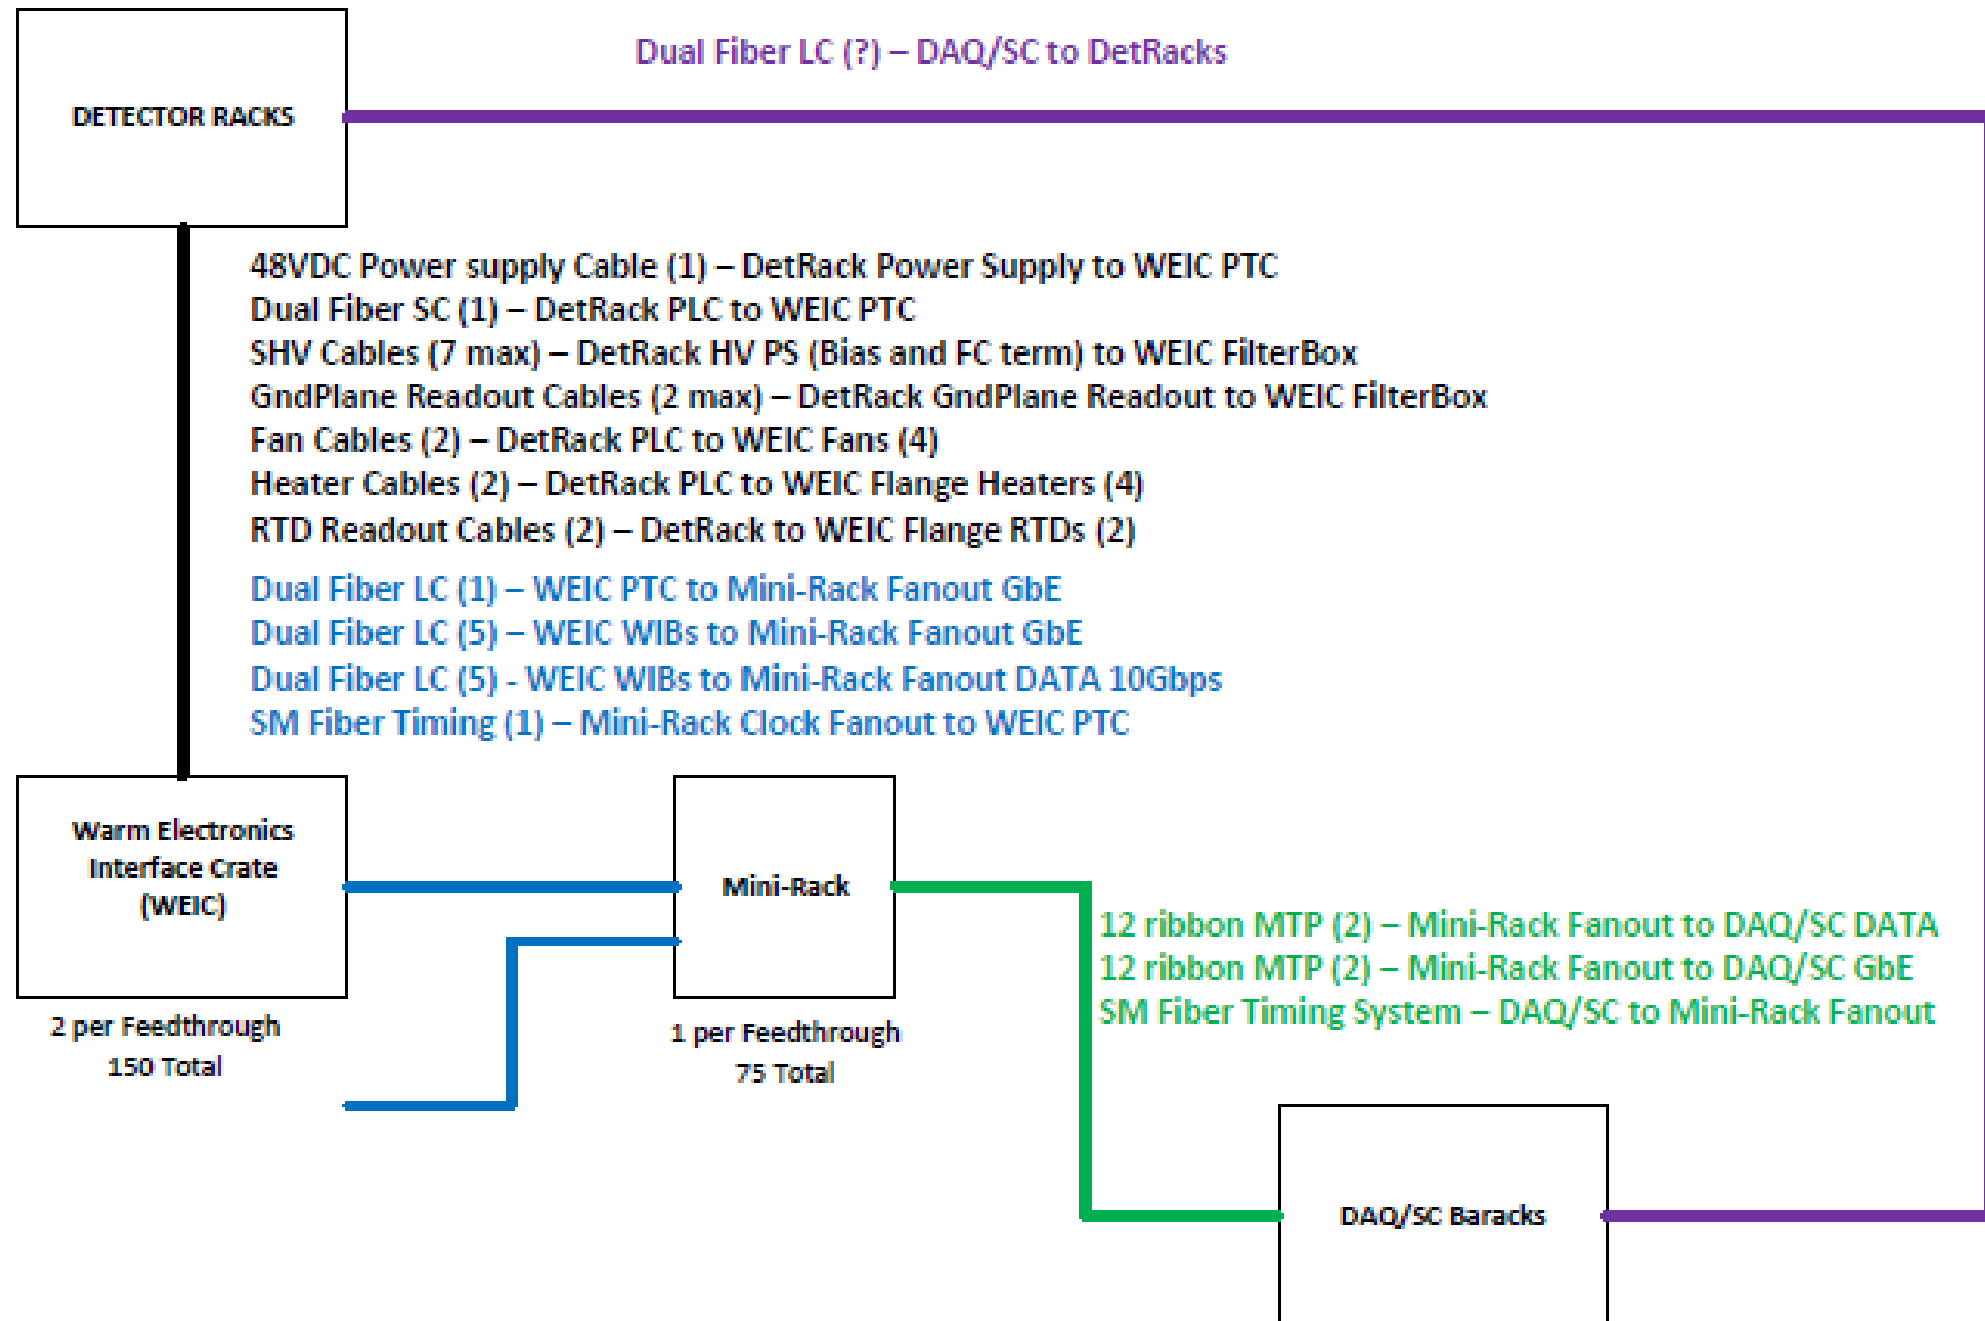 Dual Fiber LC (?) – DAQ/SC to DetRacks
DETECTOR RACKS
48VDC Power supply Cable (1) – DetRack Power Supply to WEIC PTC
Dual Fiber SC (1) – DetRack PLC to WEIC PTC
SHV Cables (7 max) – DetRack HV PS (Bias and FC term) to WEIC FilterBox
GndPlane Readout Cables (2 max) – DetRack GndPlane Readout to WEIC FilterBox
Fan Cables (2) – DetRack PLC to WEIC Fans (4)
Heater Cables (2) – DetRack PLC to WEIC Flange Heaters (4)
RTD Readout Cables (2) – DetRack to WEIC Flange RTDs (2)
Dual Fiber LC (1) – WEIC PTC to Mini-Rack Fanout GbE
Dual Fiber LC (5) – WEIC WIBs to Mini-Rack Fanout GbE
Dual Fiber LC (5) - WEIC WIBs to Mini-Rack Fanout DATA 10Gbps
SM Fiber Timing (1) – Mini-Rack Clock Fanout to WEIC PTC
Warm Electronics
Interface Crate
(WEIC)
Mini-Rack
2 per Feedthrough
150 Total
1 per Feedthrough
75 Total
12 ribbon MTP (2) – Mini-Rack Fanout to DAQ/SC DATA
12 ribbon MTP (2) – Mini-Rack Fanout to DAQ/SC GbE
SM Fiber Timing System – DAQ/SC to Mini-Rack Fanout
DAQ/SC Baracks